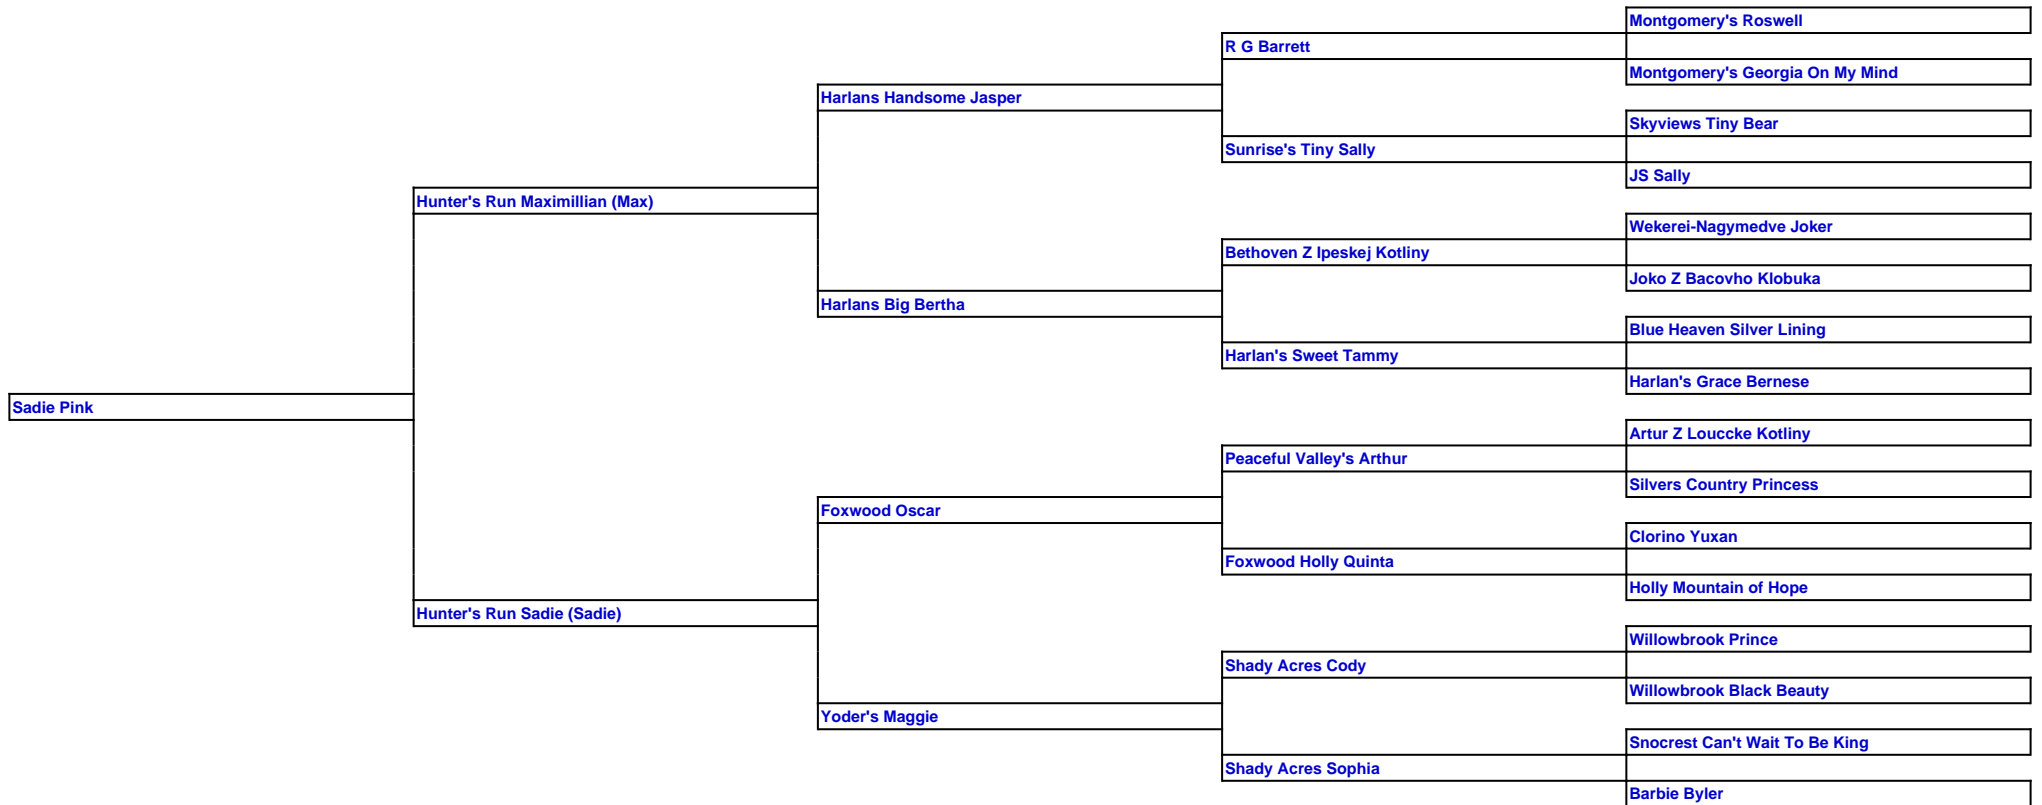 Montgomery's Roswell
R G Barrett
Montgomery's Georgia On My Mind
Harlans Handsome Jasper
Skyviews Tiny Bear
Sunrise's Tiny Sally
JS Sally
Hunter's Run Maximillian (Max)
Wekerei-Nagymedve Joker
Bethoven Z Ipeskej Kotliny
Joko Z Bacovho Klobuka
Harlans Big Bertha
Blue Heaven Silver Lining
Harlan's Sweet Tammy
Harlan's Grace Bernese
Sadie Pink
Artur Z Louccke Kotliny
Peaceful Valley's Arthur
Silvers Country Princess
Foxwood Oscar
Clorino Yuxan
Foxwood Holly Quinta
Holly Mountain of Hope
Hunter's Run Sadie (Sadie)
Willowbrook Prince
Shady Acres Cody
Willowbrook Black Beauty
Yoder's Maggie
Snocrest Can't Wait To Be King
Shady Acres Sophia
Barbie Byler